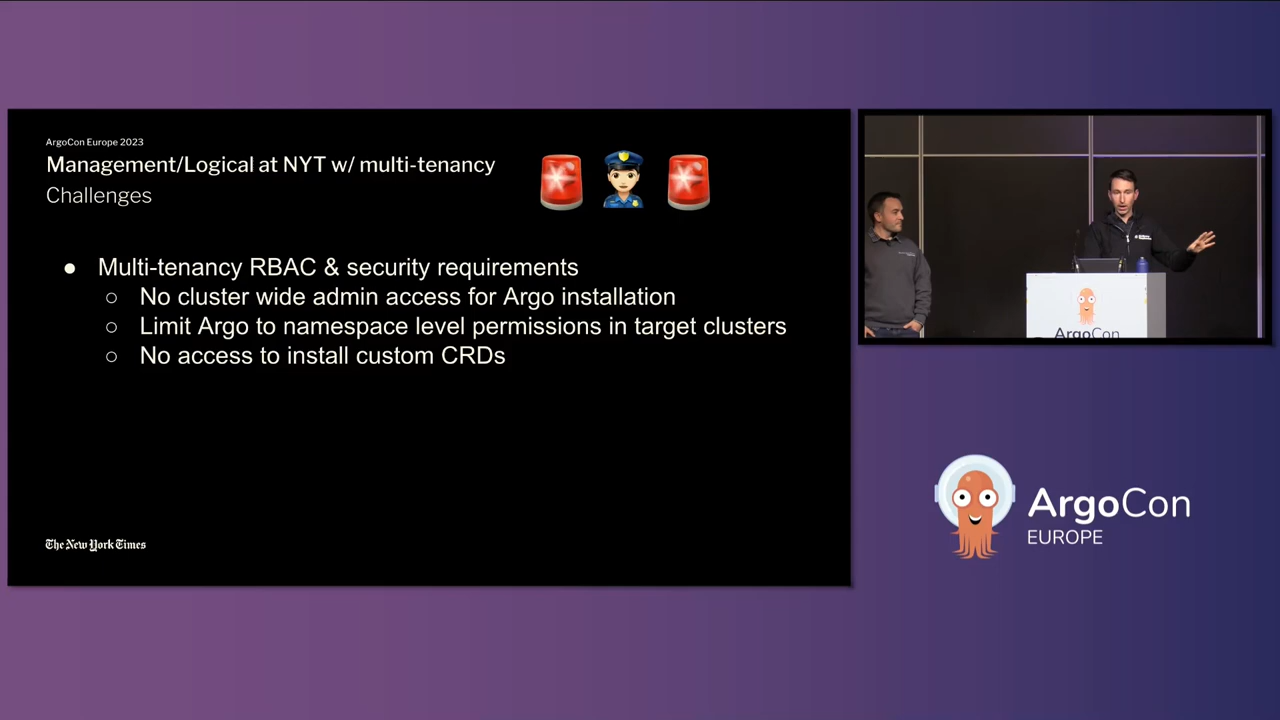 ArgoCon Europe 2023
Management/Logical at NYT w/ multi-tenancy
Challenges
● Multi-tenancy RBAC & security requirements
○ No cluster wide admin access for Argo installation
○ Limit Argo to namespace level permissions in target clusters
○ No access to install custom CRDs
The New York Times
ArgoCon
ArgoCon
EUROPE